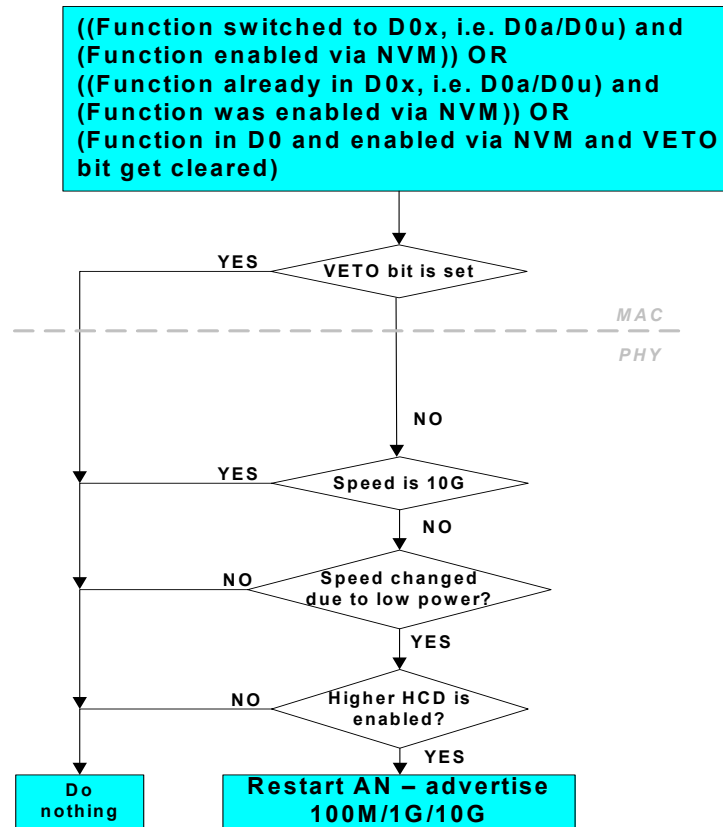 ((Function switched to D0x, i.e. D0a/D0u) and
(Function enabled via NVM)) OR
((Function already in D0x, i.e. D0a/D0u) and
(Function was enabled via NVM)) OR
(Function in D0 and enabled via NVM and VETO
bit get cleared)
YES
VETO bit is set
MAC
PHY
NO
YES
Speed is 10G
NO
NO
Speed changed
due to low power?
YES
NO
Higher HCD is
enabled?
YES
Do
nothing
Restart AN – advertise
100M/1G/10G